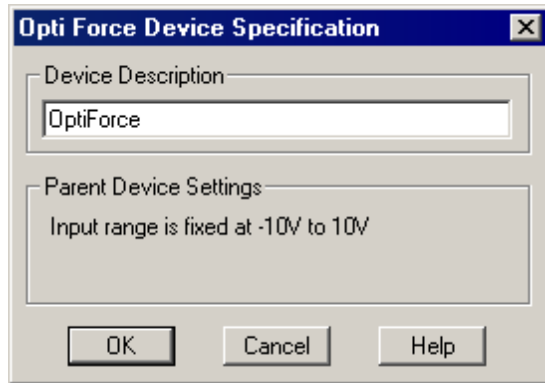 Opti Force Device Specification
Device Description
OptiForce
Parent Device Settings
Input range is fixed at -10V to 10V
OK Cancel Help